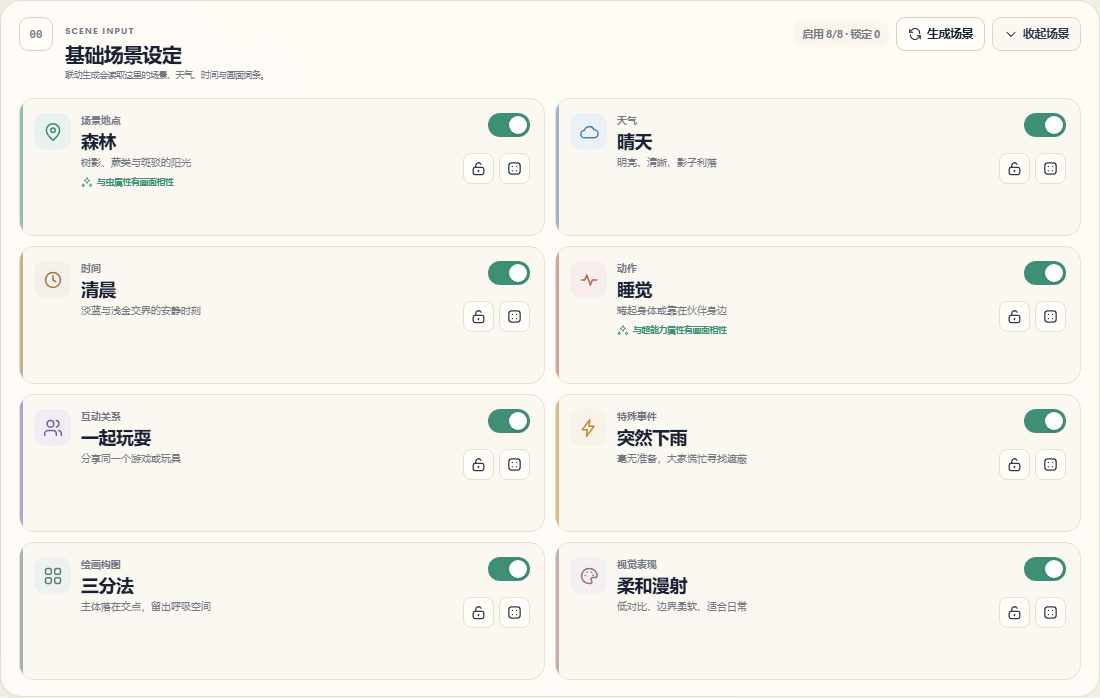 00
SCENE INPUT
基础场景设定
联动生成会读取这里的场景、天气、时间与画面词条。
启用 8/8 · 锁定 0
生成场景
收起场景
场景地点
森林
树影、蕨类与斑驳的阳光
与虫属性有画面相性
天气
晴天
明亮、清晰、影子利落
时间
清晨
淡蓝与浅金交界的安静时刻
动作
睡觉
蜷起身体或靠在伙伴身边
与超能力属性有画面相性
互动关系
一起玩耍
分享同一个游戏或玩具
特殊事件
突然下雨
毫无准备，大家慌忙寻找遮蔽
绘画构图
三分法
主体落在交点，留出呼吸空间
视觉表现
柔和漫射
低对比、边界柔软、适合日常